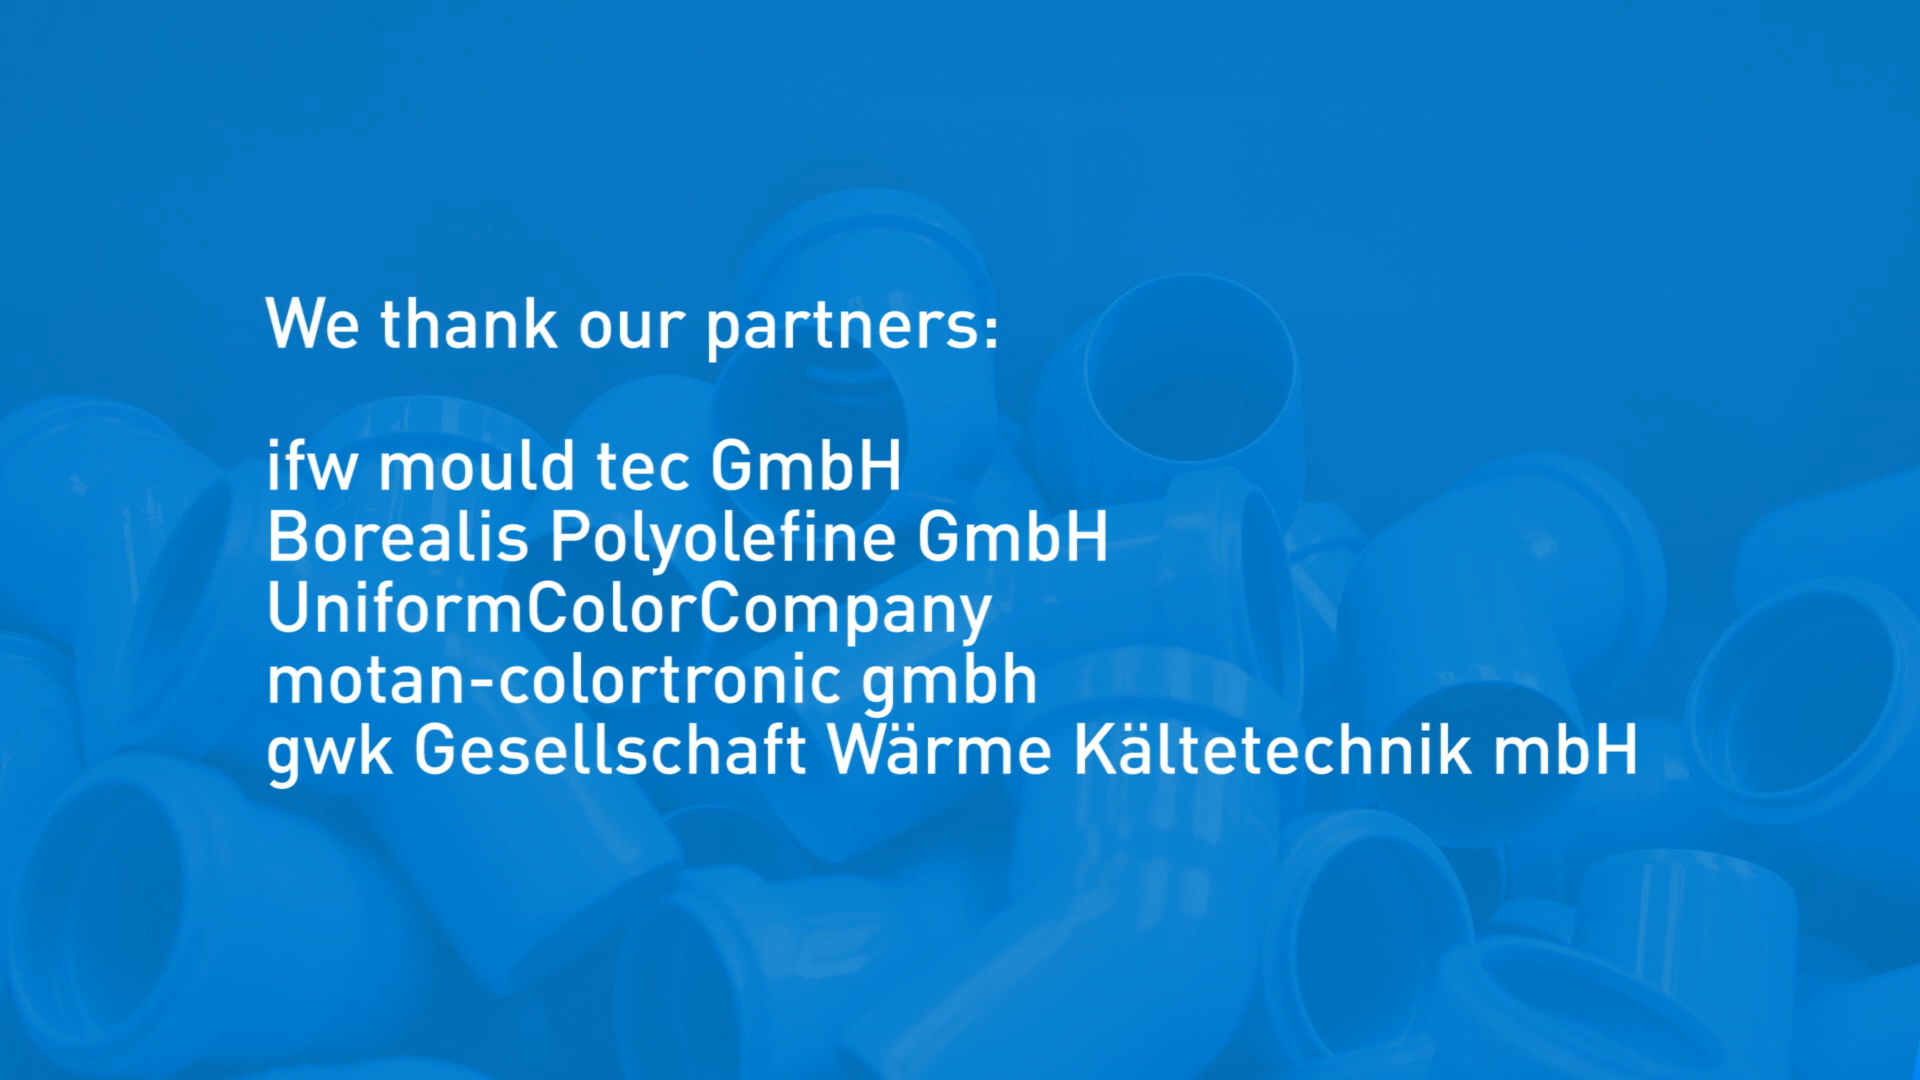 We thank our partners:
ifw mould tec GmbH
Borealis Polyolefine GmbH
UniformColorCompany
motan-colortronic gmbh
gwk Gesellschaft Wärme Kältetechnik mbH